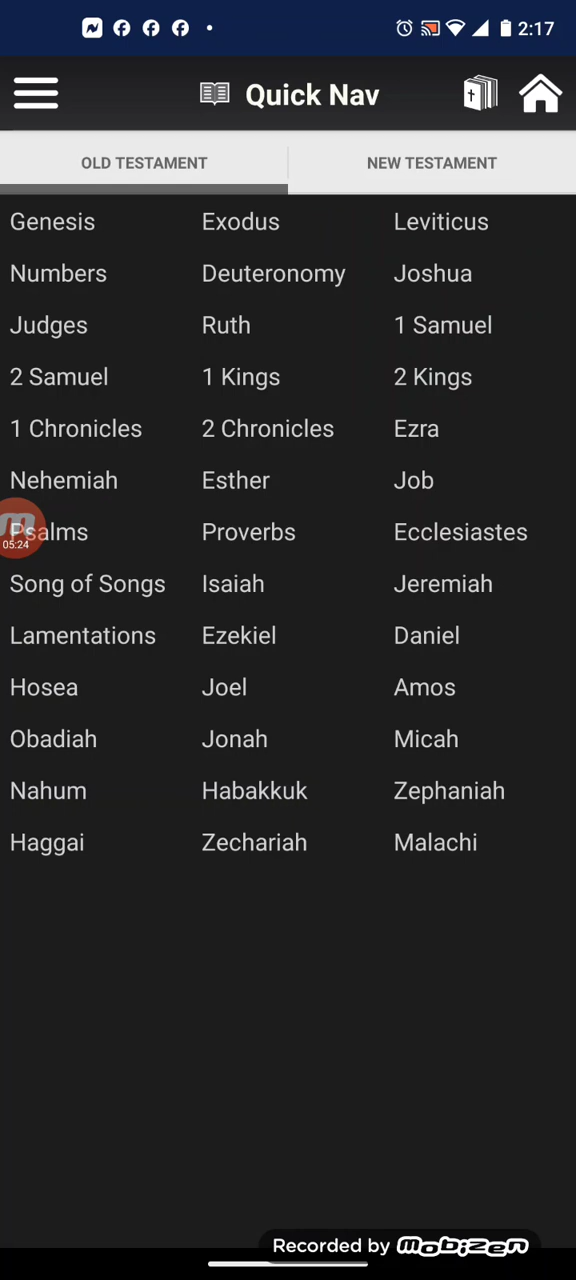 2:17
Quick Nav
OLD TESTAMENT NEW TESTAMENT
Genesis Exodus Leviticus
Numbers Deuteronomy Joshua
Judges Ruth 1 Samuel
2 Samuel 1 Kings 2 Kings
1 Chronicles 2 Chronicles Ezra
Nehemiah Esther Job
Psalms Proverbs Ecclesiastes
05:24
Song of Songs Isaiah Jeremiah
Lamentations Ezekiel Daniel
Hosea Joel Amos
Obadiah Jonah Micah
Nahum Habakkuk Zephaniah
Haggai Zechariah Malachi
Recorded by mobizen